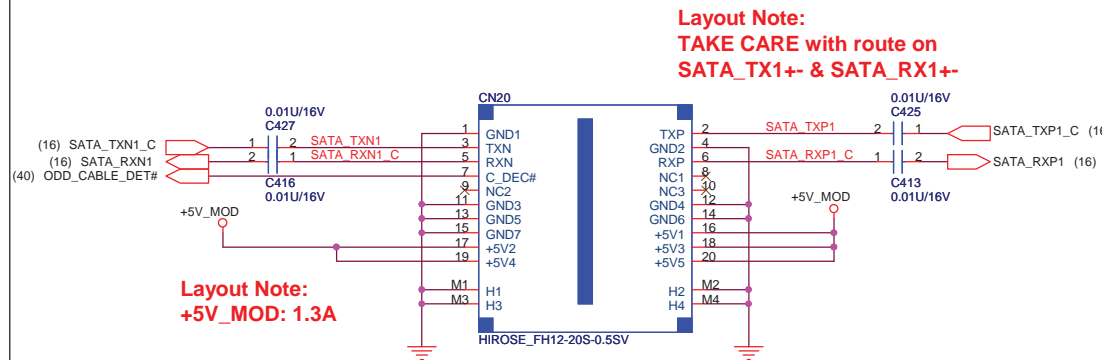 Layout Note:
TAKE CARE with route on
SATA_TX1+- & SATA_RX1+-
CN20
0.01U/16V
C427
0.01U/16V
C425
(16) SATA_TXN1_C 1 2 SATA_TXN1 3 TXN
(16) SATA_RXN1 2 1 SATA_RXN1_C 5 RXN
(40) ODD_CABLE_DET# 7 C_DEC#
C416
0.01U/16V
1 GND1
9 NC2
11 GND3
13 GND5
15 GND7
+5V_MOD
17 +5V2
19 +5V4
M1 H1
M3 H3
TXP 2 SATA_TXP1 2 1 SATA_TXP1_C (16
GND2 4
RXP 6 SATA_RXP1_C 1 2 SATA_RXP1 (16)
C413
0.01U/16V
NC1 8
NC3 10
GND4 12
GND6 14
+5V_MOD
+5V1 16
+5V3 18
+5V5 20
H2 M2
H4 M4
Layout Note:
+5V_MOD: 1.3A
HIROSE_FH12-20S-0.5SV